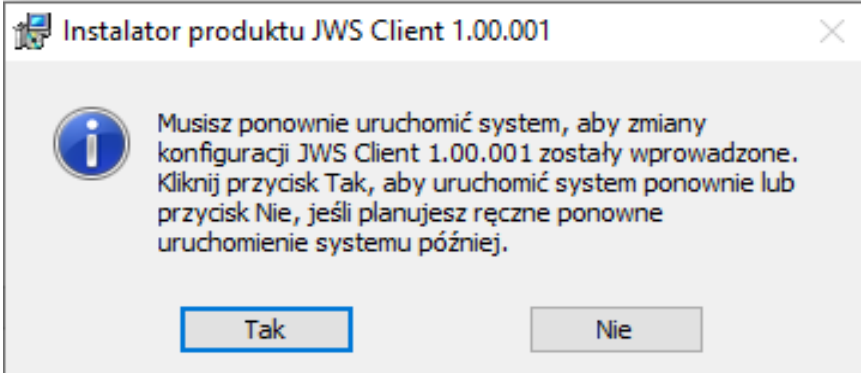 Instalator produktu JWS Client 1.00.001
Musisz ponownie uruchomić system, aby zmiany
konfiguracji JWS Client 1.00.001 zostały wprowadzone.
Kliknij przycisk Tak, aby uruchomić system ponownie lub
przycisk Nie, jeśli planujesz ręczne ponowne
uruchomienie systemu później.
Tak
Nie